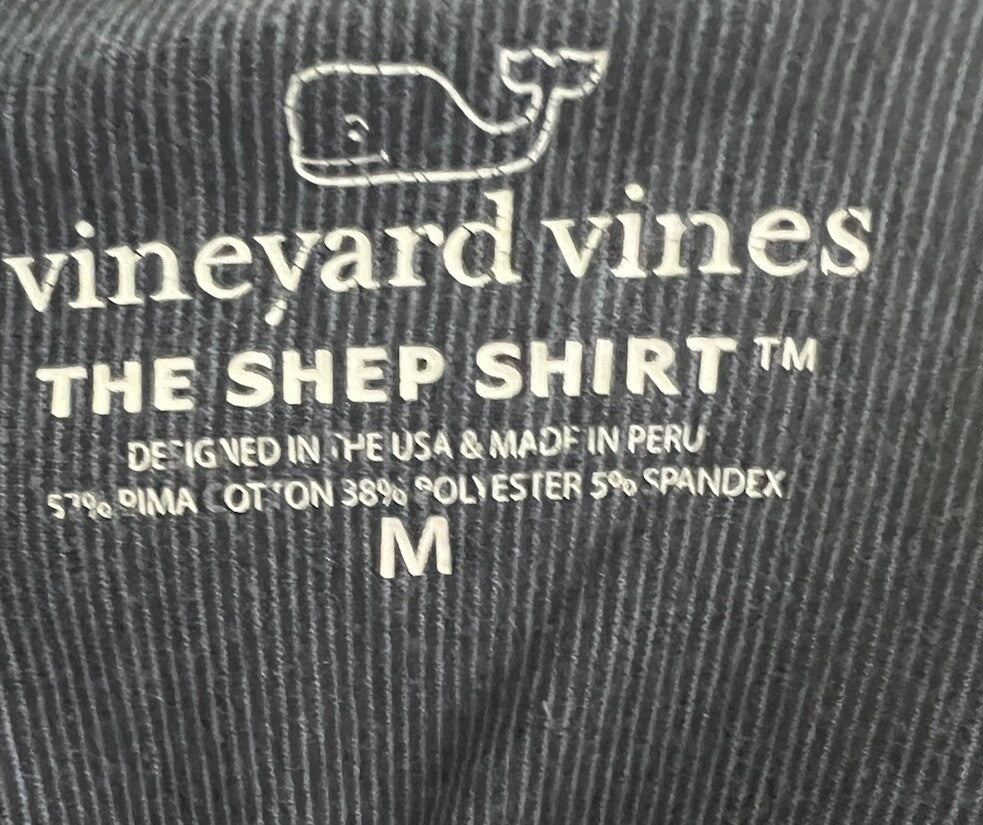 vineyard vines
THE SHEP SHIRT™
DESIGNED IN THE USA & MADE IN PERU
57% PIMA COTTON 38% POLYESTER 5% SPANDEX
M